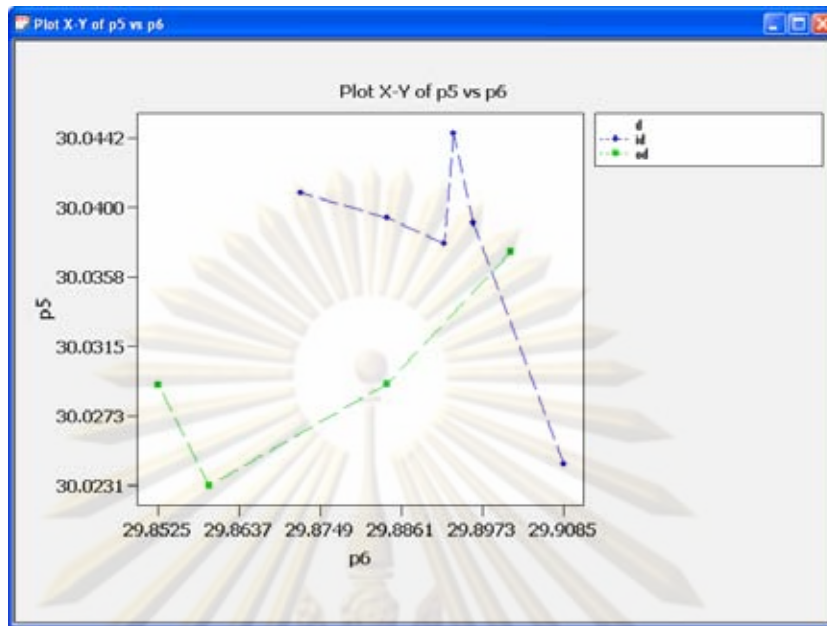 Plot X-Y of p5 vs p6
Plot X-Y of p5 vs p6
d
id
od
30.0442
30.0400
30.0358
30.0315
30.0273
30.0231
p5
29.8525 29.8637 29.8749 29.8861 29.8973 29.9085
p6